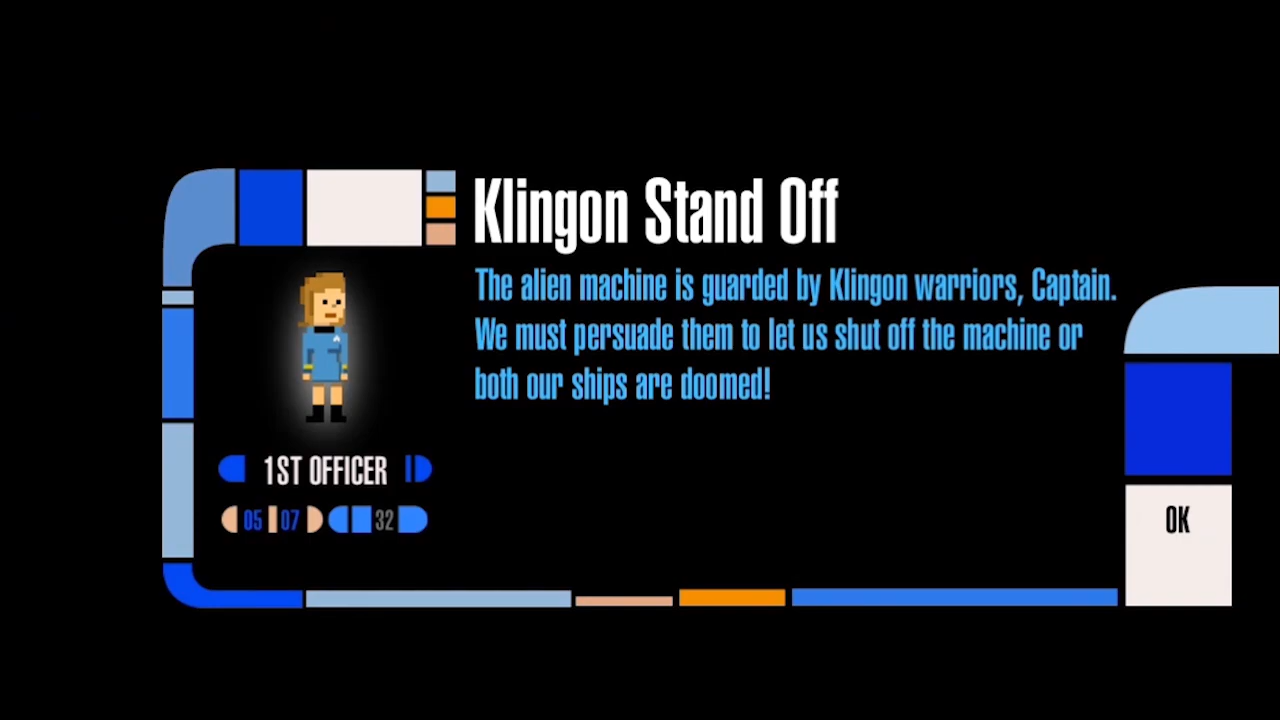 Klingon Stand Off
The alien machine is guarded by Klingon warriors, Captain.
We must persuade them to let us shut off the machine or
both our ships are doomed!
1ST OFFICER
05 07 32
OK